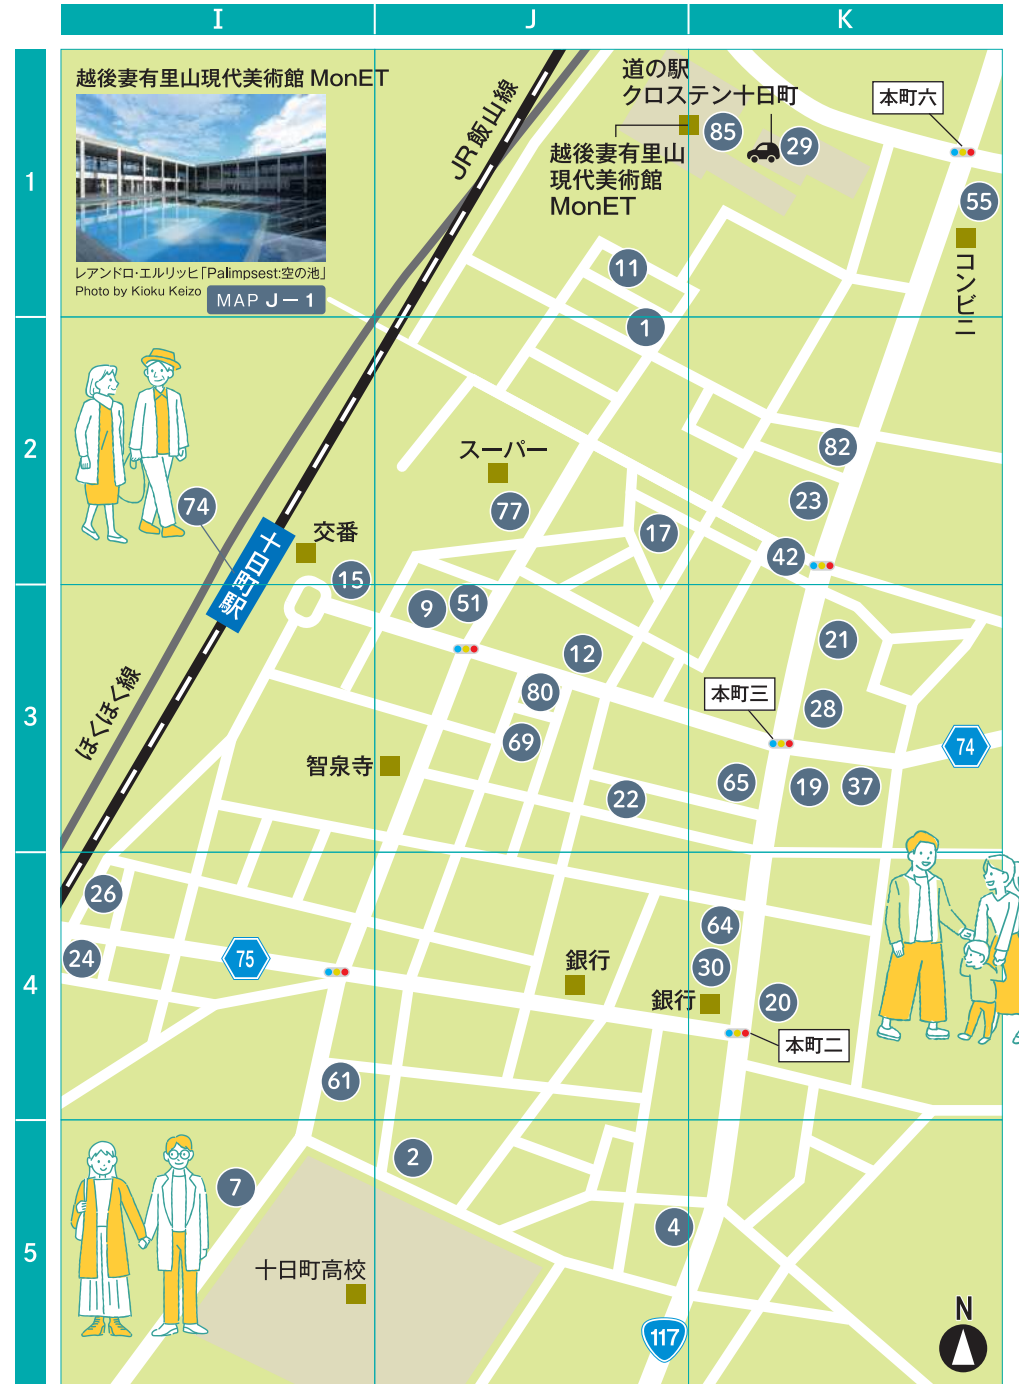 I
J
K
1
2
3
4
5
越後妻有里山現代美術館 MonET
レアンドロ・エルリッヒ「Palimpsest:空の池」
Photo by Kioku Keizo
MAP J－1
JR飯山線
道の駅
クロステン十日町
本町六
越後妻有里山
現代美術館
MonET
85
29
55
コンビニ
11
1
スーパー
82
23
74
77
17
42
交番
15
十日町駅
9
51
12
21
80
本町三
28
ほくほく線
69
74
智泉寺
65
19
37
22
26
64
24
75
銀行
30
銀行
20
本町二
61
2
7
4
十日町高校
117
N